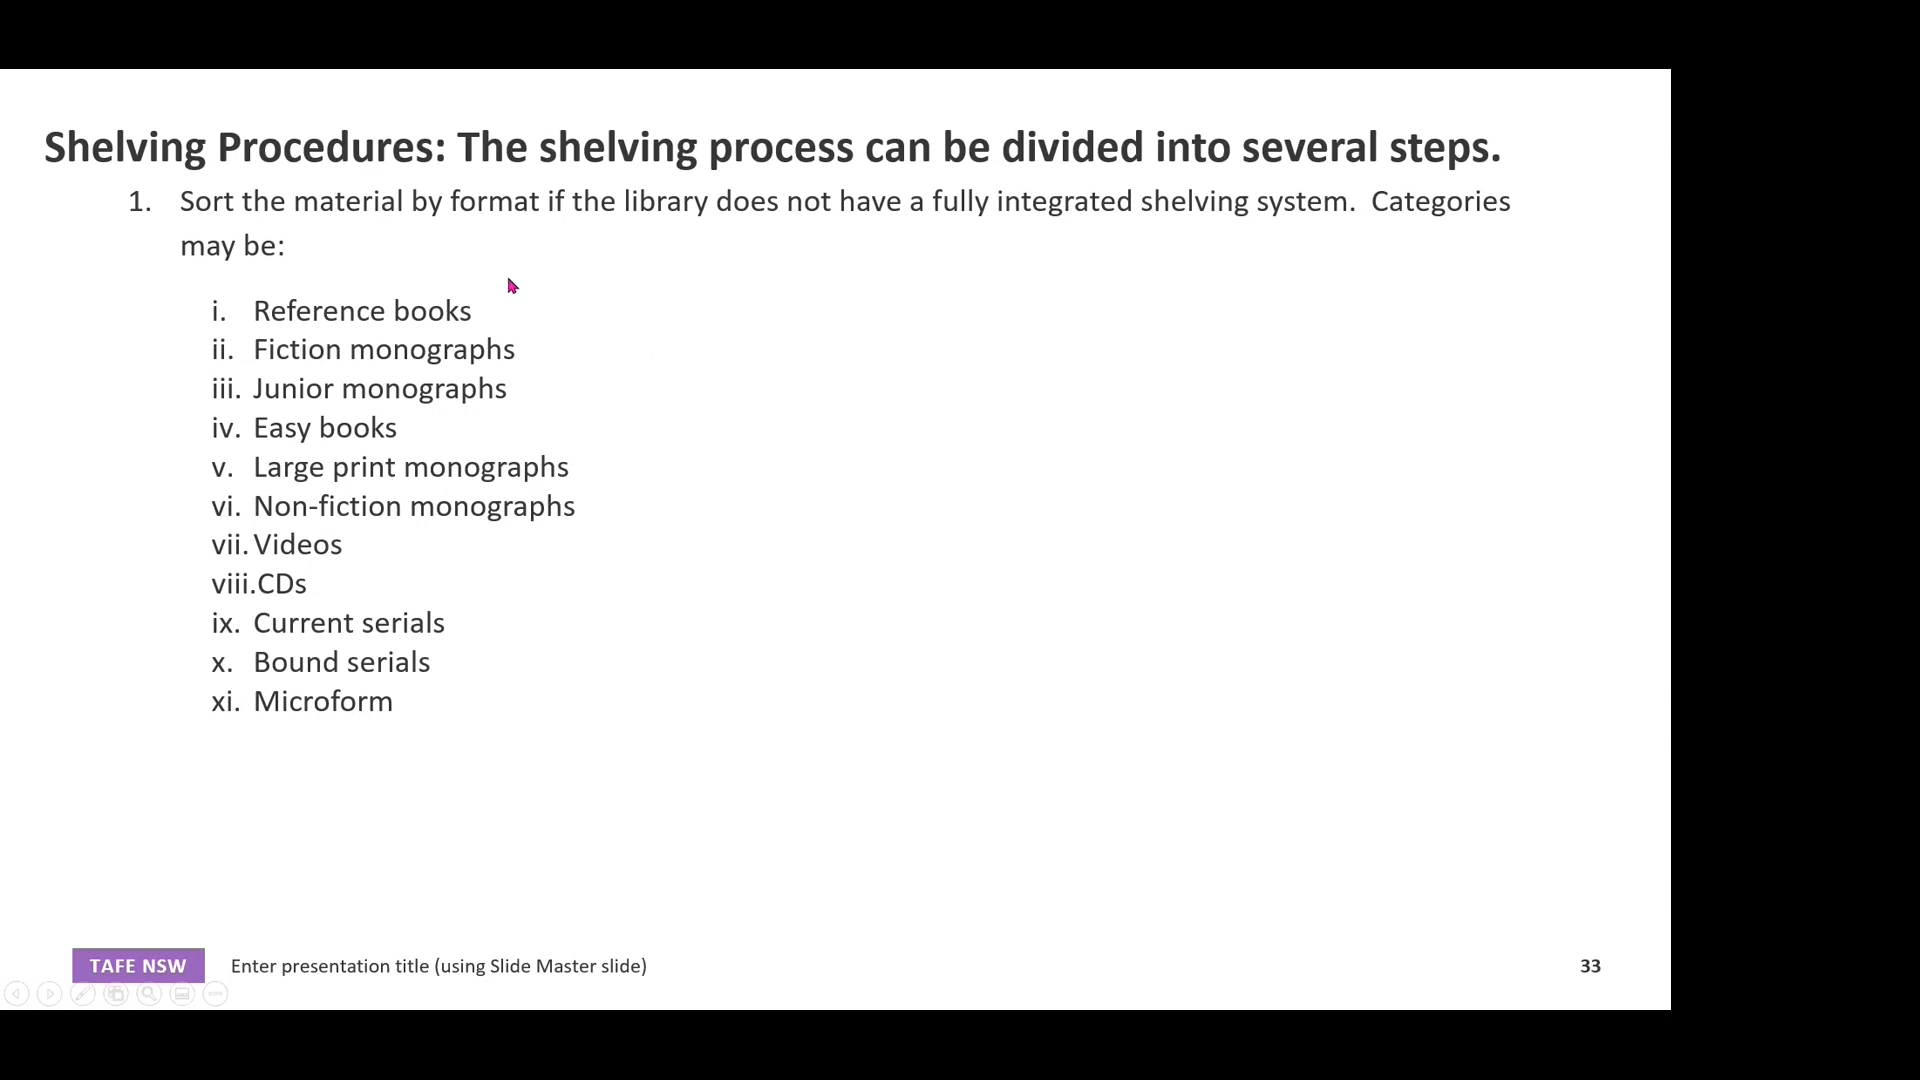 Shelving Procedures: The shelving process can be divided into several steps.
1. Sort the material by format if the library does not have a fully integrated shelving system.  Categories
may be:
i. Reference books
ii. Fiction monographs
iii. Junior monographs
iv. Easy books
v. Large print monographs
vi. Non-fiction monographs
vii. Videos
viii.CDs
ix. Current serials
x. Bound serials
xi. Microform
TAFE NSW Enter presentation title (using Slide Master slide) 33